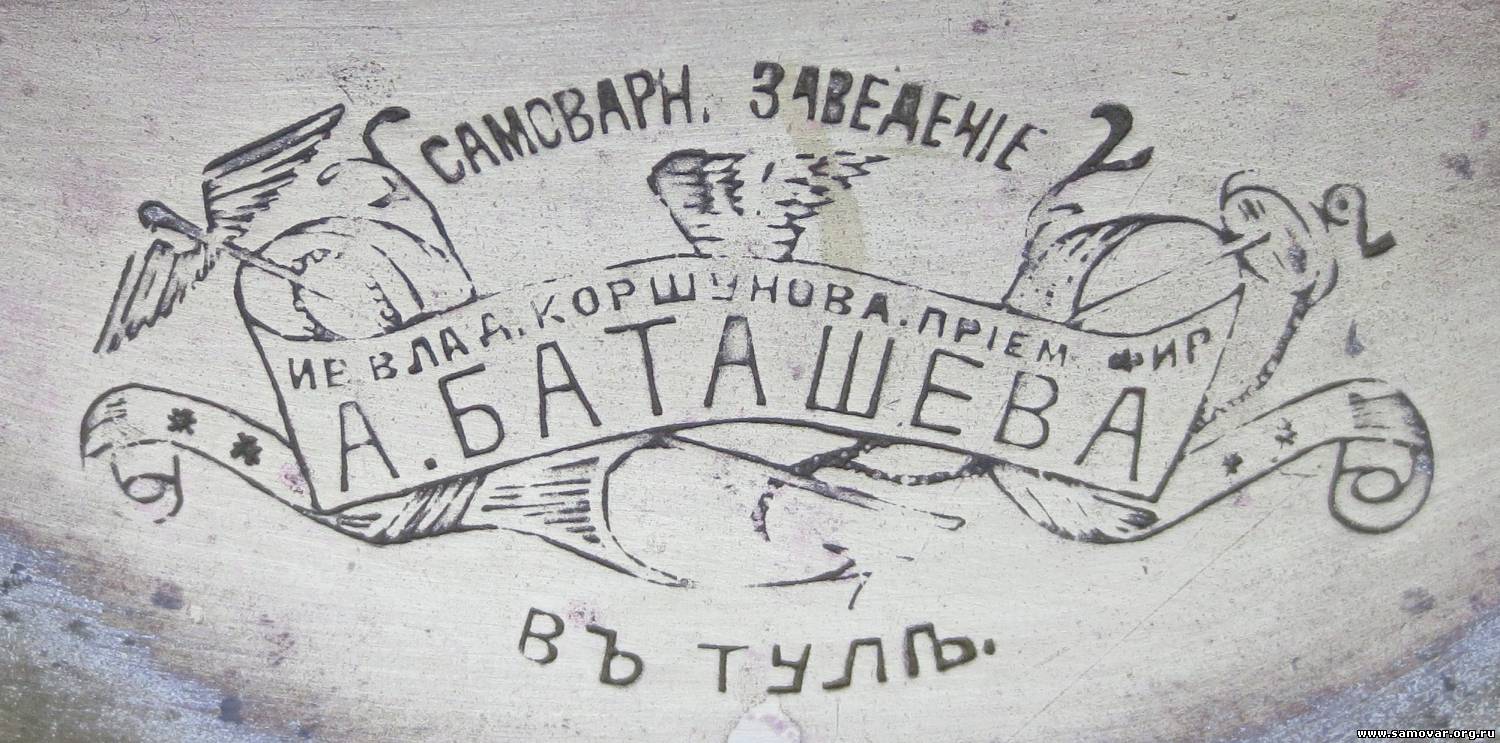 САМОВАРН. ЗАВЕДЕНІЕ
ИЕ ВЛАД. КОРШУНОВА. ПРІЕМ ФИР
А. БАТАШЕВА
ВЪ ТУЛѢ.
www.samovar.org.ru